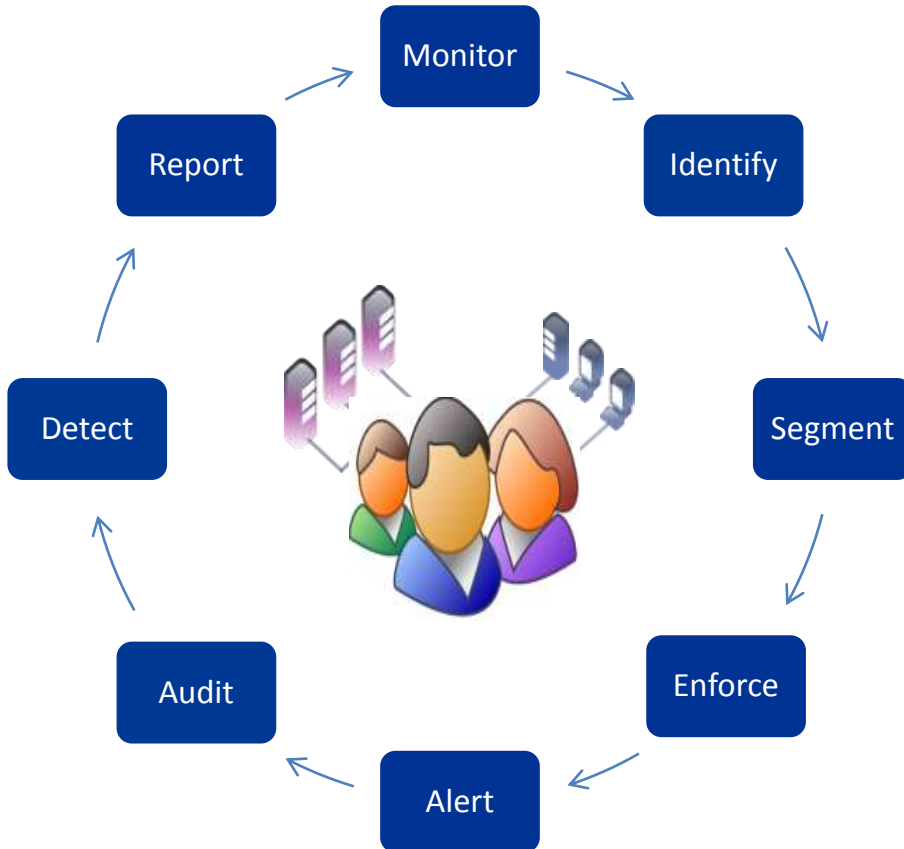 Monitor
Identify
Segment
Enforce
Alert
Audit
Detect
Report